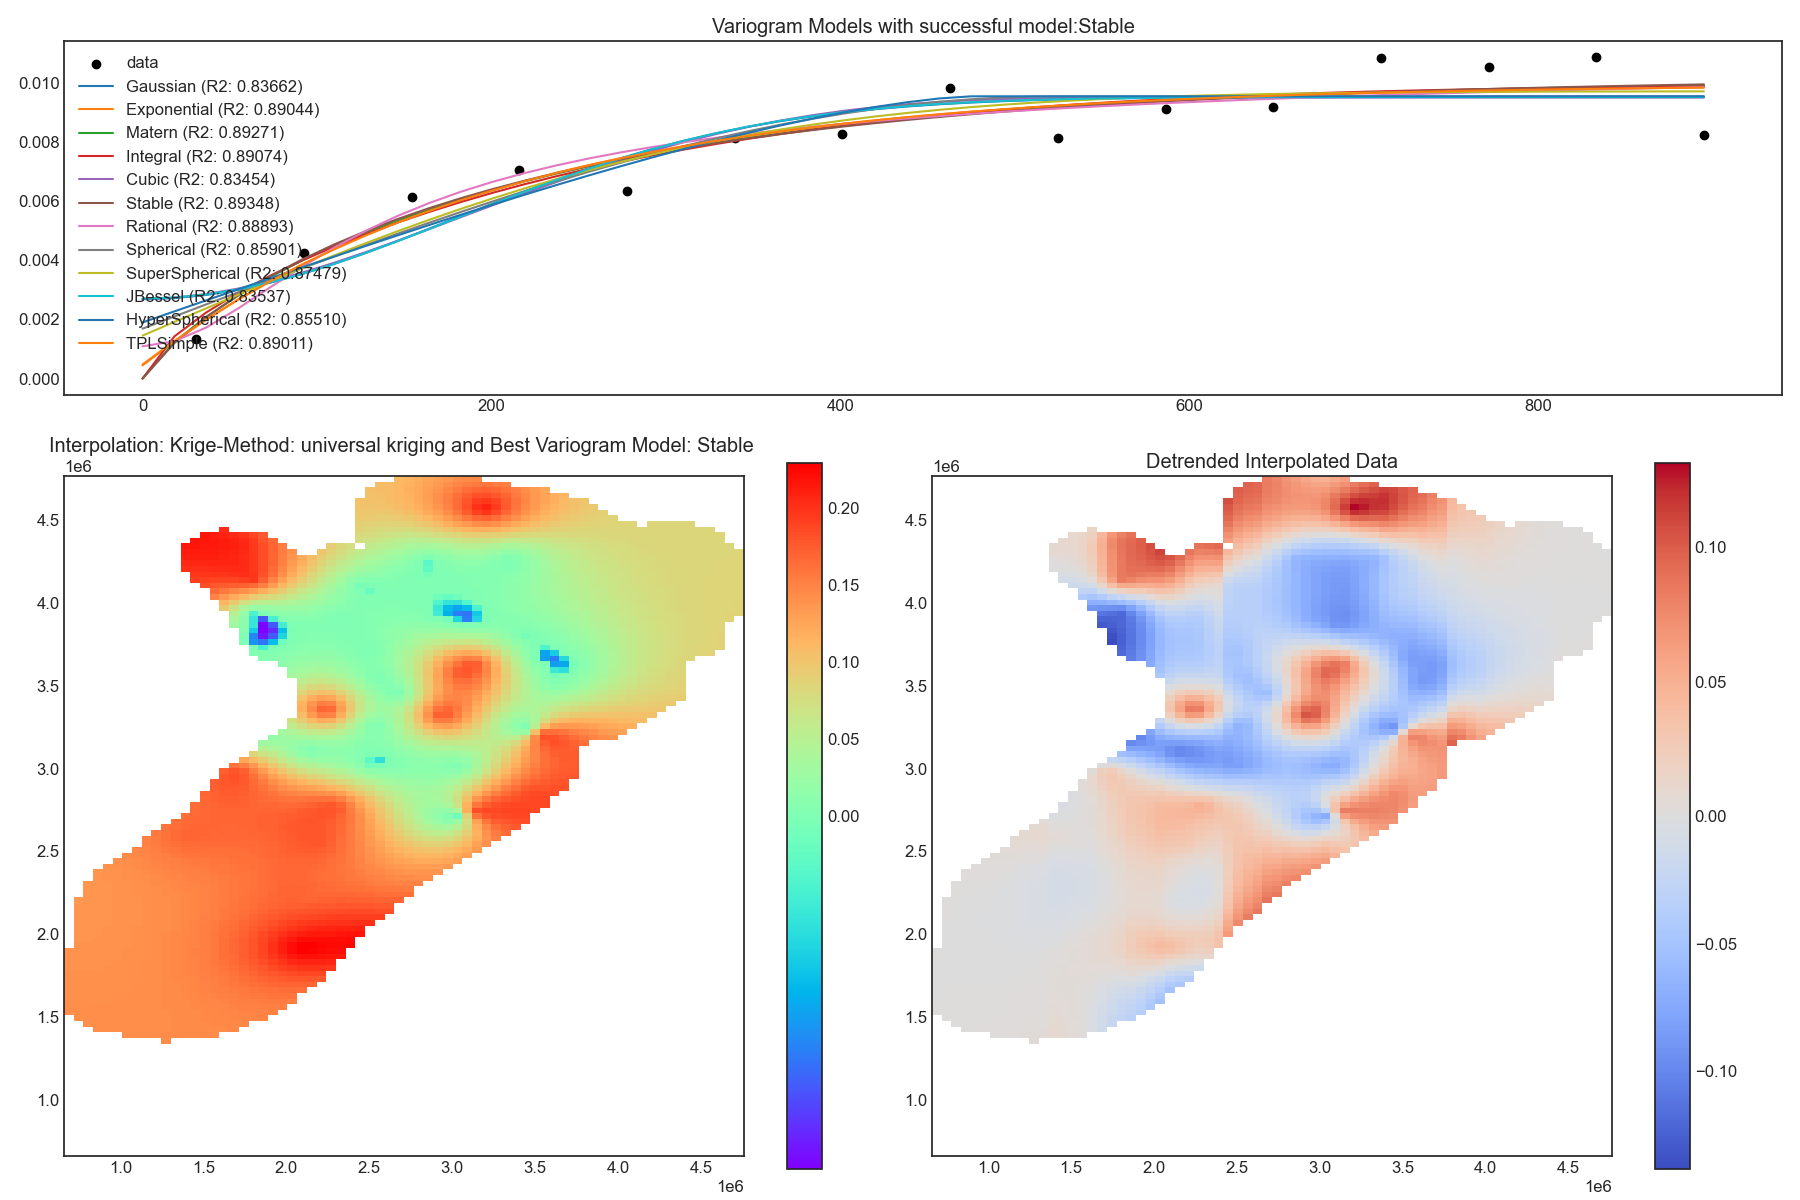 Variogram Models with successful model:Stable
data
Gaussian (R2: 0.83662)
Exponential (R2: 0.89044)
Matern (R2: 0.89271)
Integral (R2: 0.89074)
Cubic (R2: 0.83454)
Stable (R2: 0.89348)
Rational (R2: 0.88893)
Spherical (R2: 0.85901)
SuperSpherical (R2: 0.87479)
JBessel (R2: 0.83537)
HyperSpherical (R2: 0.85510)
TPLSimple (R2: 0.89011)
0.010
0.008
0.006
0.004
0.002
0.000
0 200 400 600 800
Interpolation: Krige-Method: universal kriging and Best Variogram Model: Stable
1e6
4.5
4.0
3.5
3.0
2.5
2.0
1.5
1.0
1.0 1.5 2.0 2.5 3.0 3.5 4.0 4.5
1e6
0.20
0.15
0.10
0.05
0.00
Detrended Interpolated Data
1e6
4.5
4.0
3.5
3.0
2.5
2.0
1.5
1.0
1.0 1.5 2.0 2.5 3.0 3.5 4.0 4.5
1e6
0.10
0.05
0.00
−0.05
−0.10